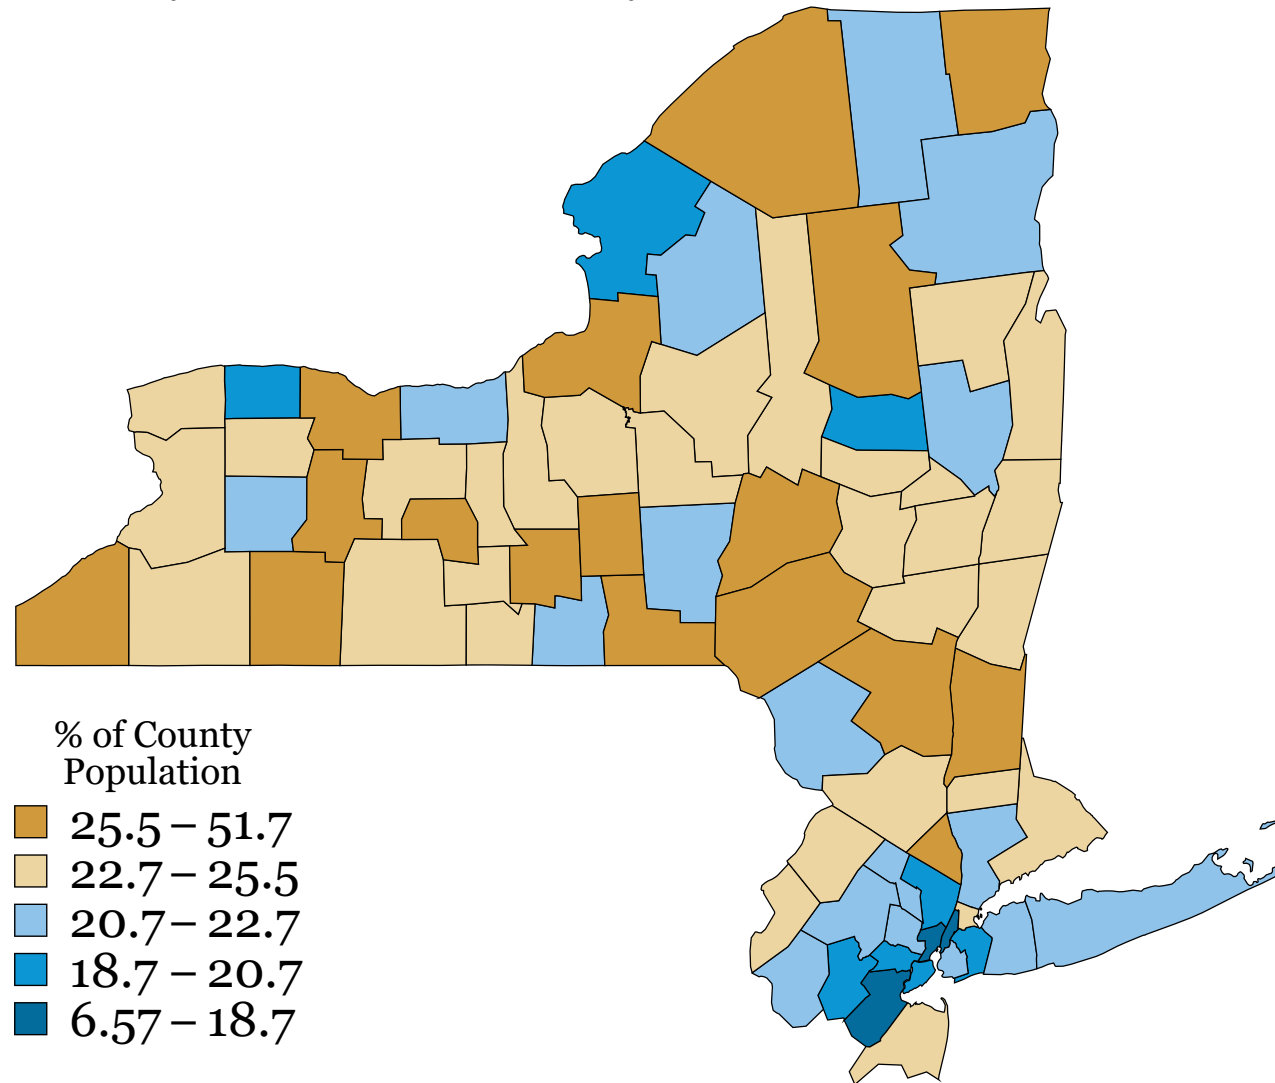 % of County
Population
25.5 – 51.7
22.7 – 25.5
20.7 – 22.7
18.7 – 20.7
6.57 – 18.7